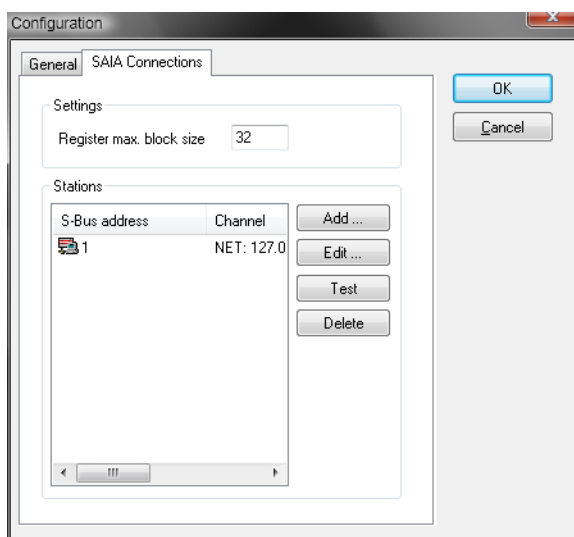 Configuration
General
SAIA Connections
OK
Cancel
Settings
Register max. block size
32
Stations
S-Bus address
Channel
1
NET: 127.0
Add ...
Edit ...
Test
Delete